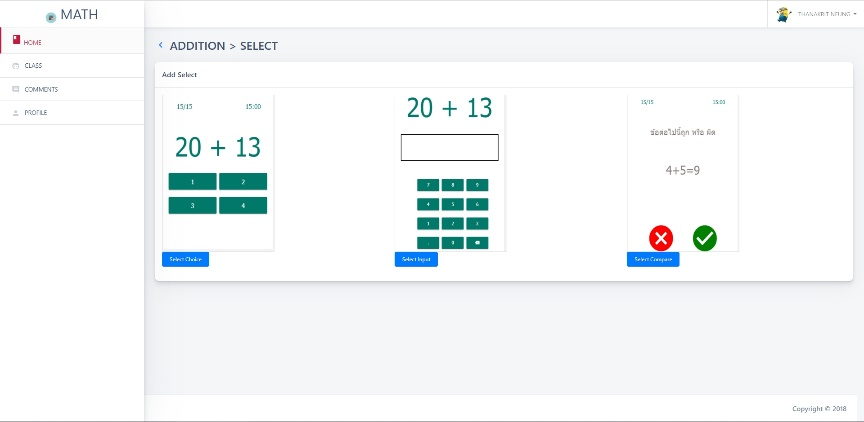 MATH
THANAKRIT NEUNG
HOME
CLASS
COMMENTS
PROFILE
ADDITION > SELECT
Add Select
15/15 15:00
20 + 13
1 2
3 4
Select Choice
20 + 13
7 8 9
4 5 6
1 2 3
. 0
Select Input
15/15 15:00
ข้อต่อไปนี้ถูก หรือ ผิด
4+5=9
Select Compare
Copyright © 2018